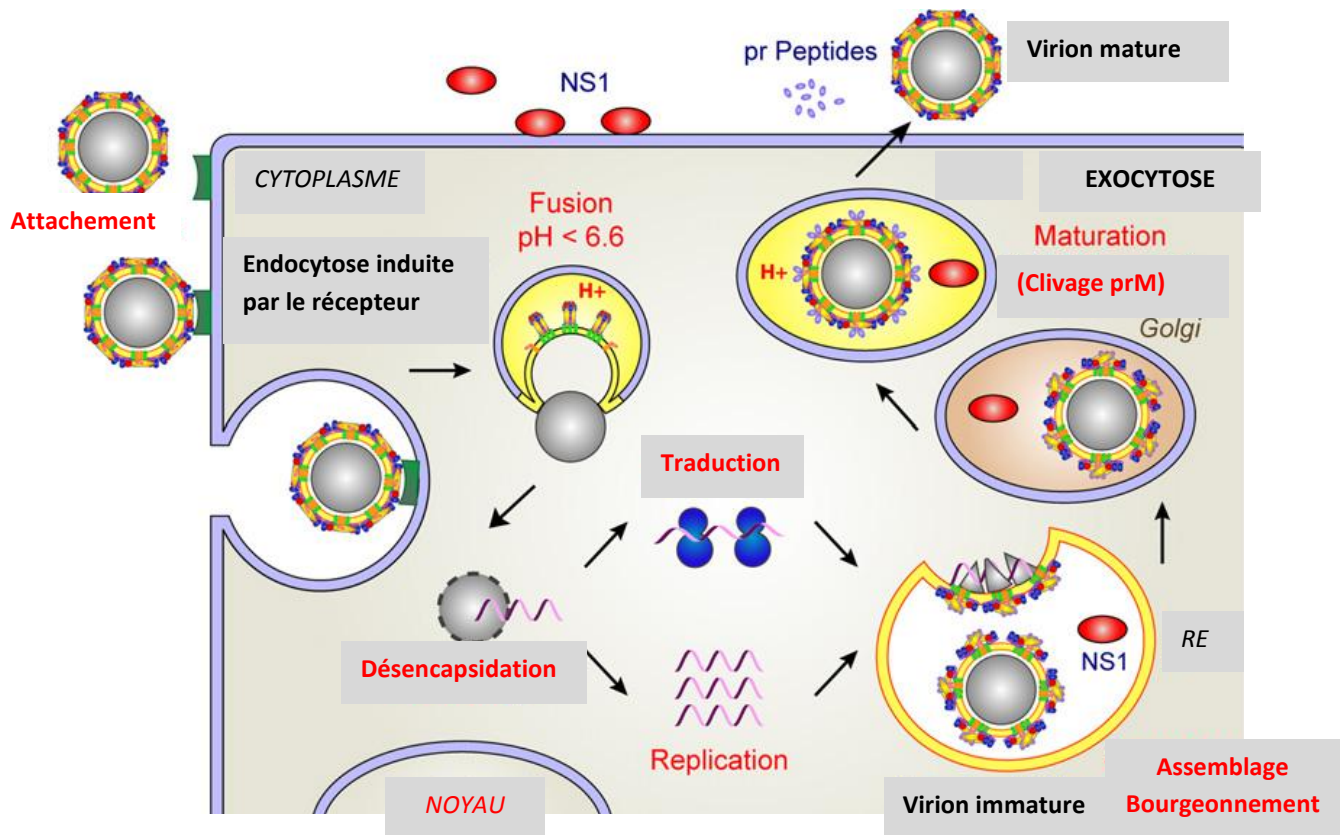 pr Peptides
Virion mature
NS1
CYTOPLASME
EXOCYTOSE
Attachement
Fusion
pH < 6.6
Maturation
Endocytose induite
par le récepteur
H+
H+
(Clivage prM)
Golgi
Traduction
Désencapsidation
NS1
RE
Replication
NOYAU
Virion immature
Assemblage
Bourgeonnement